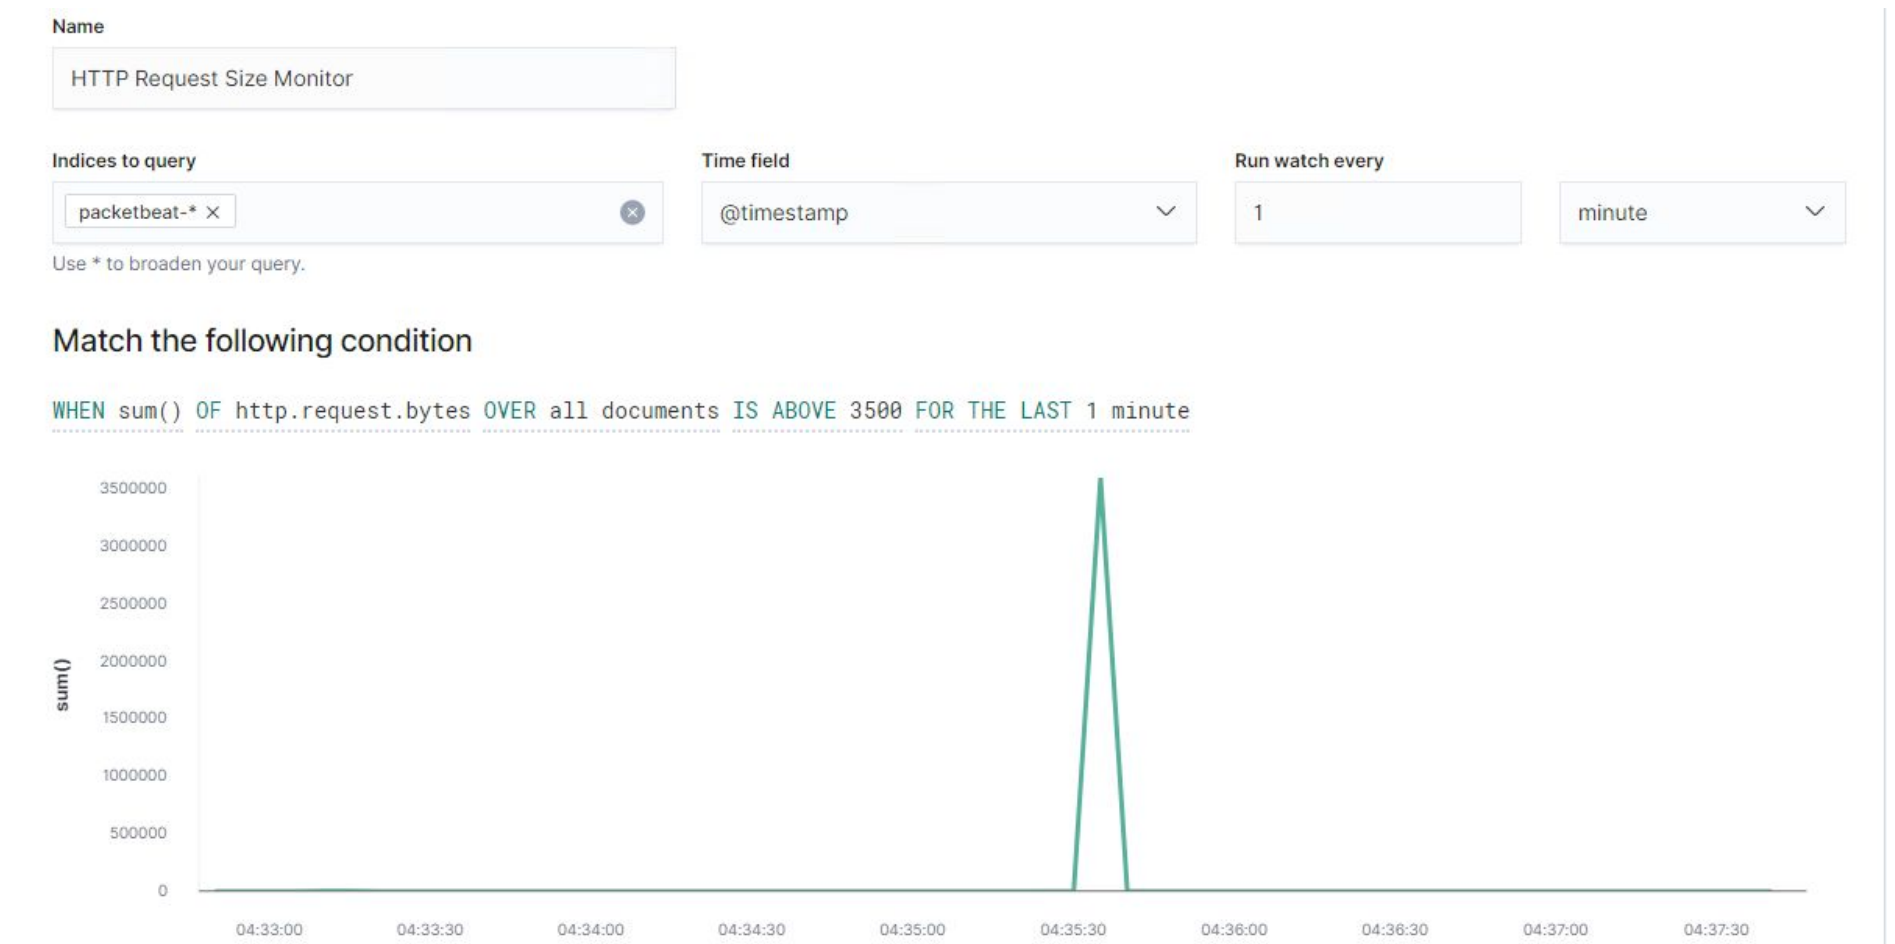 Name
HTTP Request Size Monitor
Indices to query
Time field
Run watch every
packetbeat-* ×
@timestamp
1
minute
Use * to broaden your query.
Match the following condition
WHEN sum() OF http.request.bytes OVER all documents IS ABOVE 3500 FOR THE LAST 1 minute
sum()
3500000
3000000
2500000
2000000
1500000
1000000
500000
0
04:33:00 04:33:30 04:34:00 04:34:30 04:35:00 04:35:30 04:36:00 04:36:30 04:37:00 04:37:30